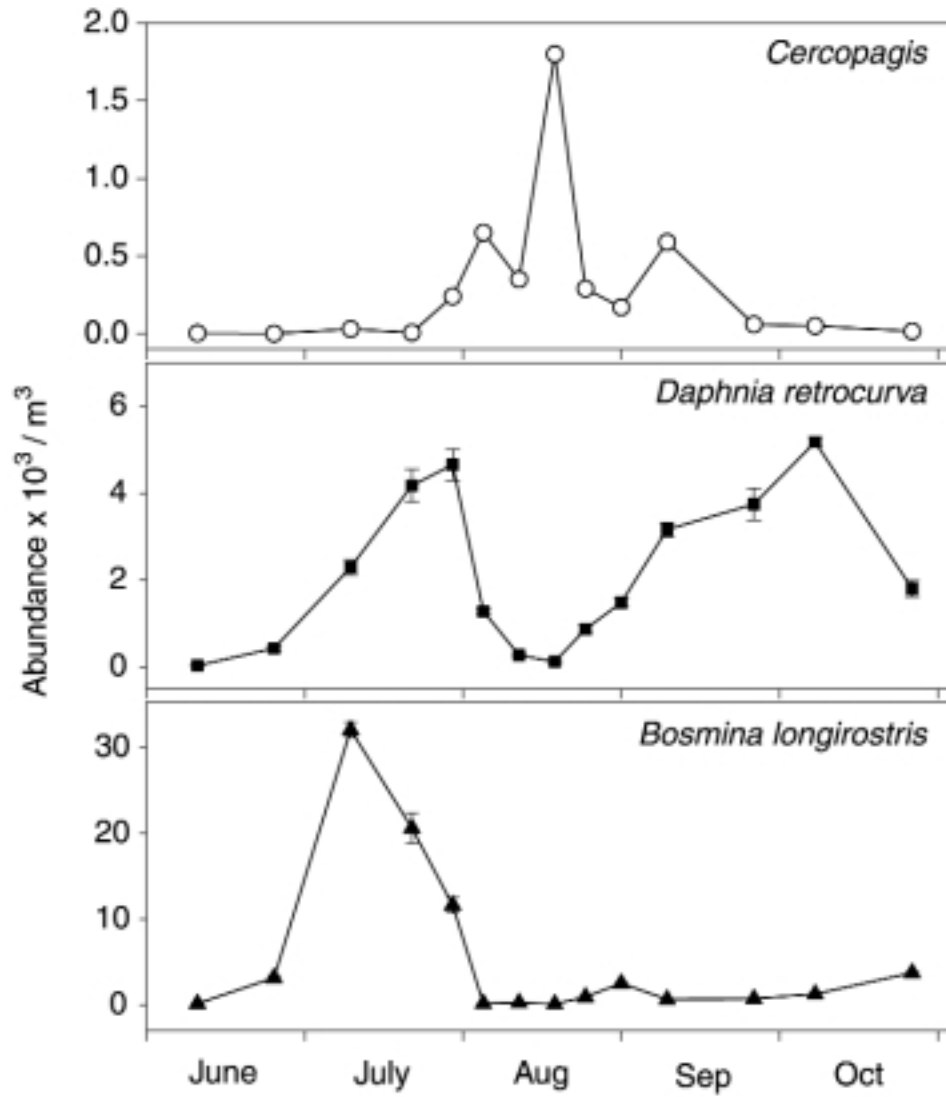 Cercopagis
2.0
1.5
1.0
0.5
0.0
Abundance x 10³ / m³
Daphnia retrocurva
6
4
2
0
Bosmina longirostris
30
20
10
0
June July Aug Sep Oct